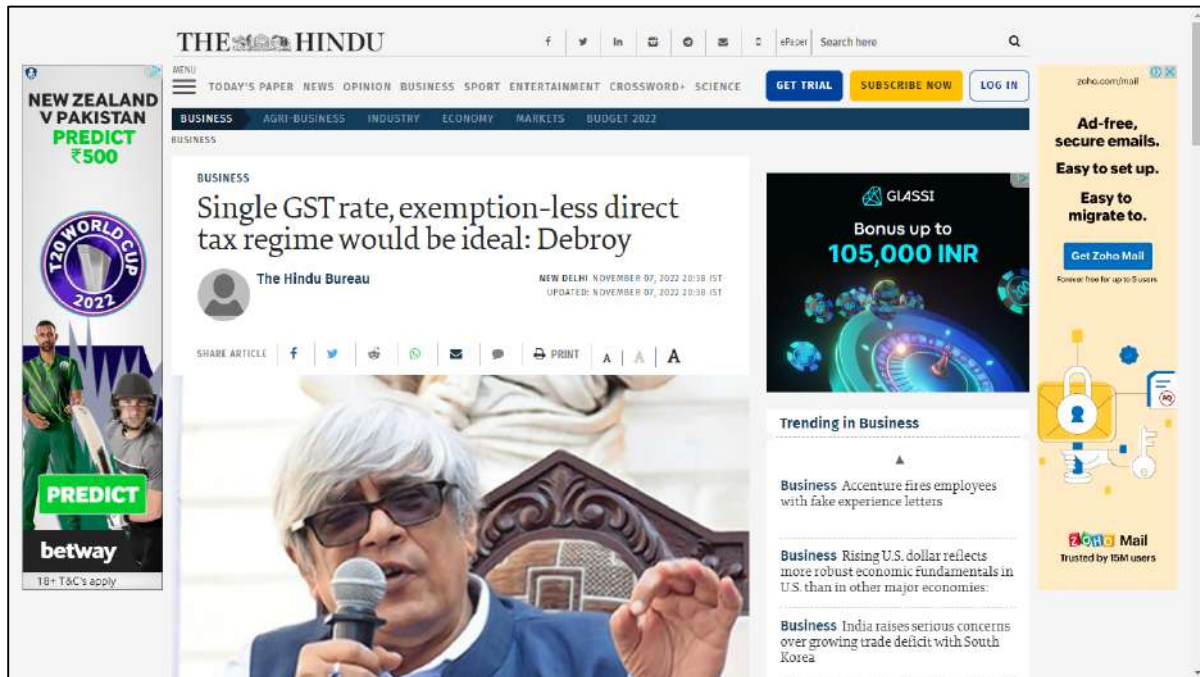 THE HINDU
ePaper Search here
MENU
TODAY'S PAPER NEWS OPINION BUSINESS SPORT ENTERTAINMENT CROSSWORD+ SCIENCE
GET TRIAL
SUBSCRIBE NOW
LOG IN
BUSINESS AGRI-BUSINESS INDUSTRY ECONOMY MARKETS BUDGET 2022
BUSINESS
NEW ZEALAND
V PAKISTAN
PREDICT
₹500
T20 WORLD CUP
2022
PREDICT
betway
18+ T&C's apply
BUSINESS
Single GST rate, exemption-less direct
tax regime would be ideal: Debroy
The Hindu Bureau
NEW DELHI NOVEMBER 07, 2022 20:38 IST
UPDATED: NOVEMBER 07, 2022 20:38 IST
SHARE ARTICLE
PRINT
A | A | A
GLASSI
Bonus up to
105,000 INR
Trending in Business
Business Accenture fires employees
with fake experience letters
Business Rising U.S. dollar reflects
more robust economic fundamentals in
U.S. than in other major economies:
Business India raises serious concerns
over growing trade deficit with South
Korea
zoho.com/mail
Ad-free,
secure emails.
Easy to set up.
Easy to
migrate to.
Get Zoho Mail
Forever free for up to 5 users
ZOHO Mail
Trusted by 15M users